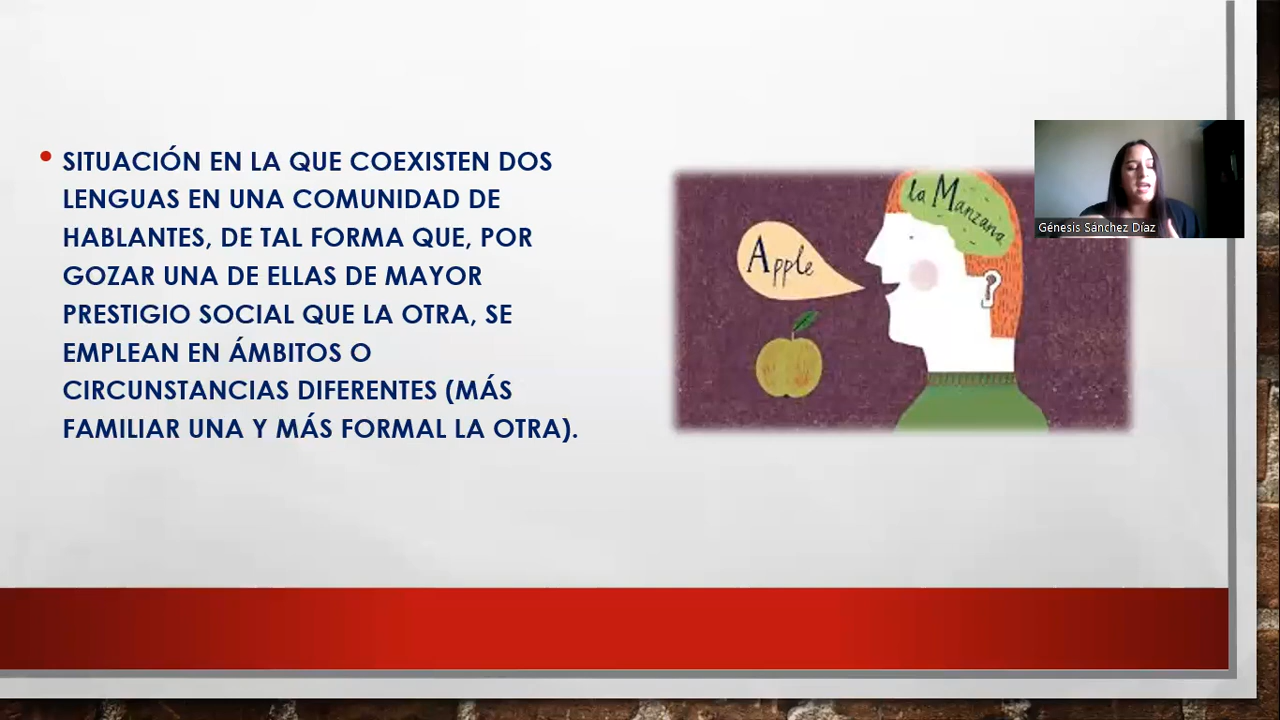 SITUACIÓN EN LA QUE COEXISTEN DOS
LENGUAS EN UNA COMUNIDAD DE
HABLANTES, DE TAL FORMA QUE, POR
GOZAR UNA DE ELLAS DE MAYOR
PRESTIGIO SOCIAL QUE LA OTRA, SE
EMPLEAN EN ÁMBITOS O
CIRCUNSTANCIAS DIFERENTES (MÁS
FAMILIAR UNA Y MÁS FORMAL LA OTRA).
la Manzana
Apple
Génesis Sánchez Díaz